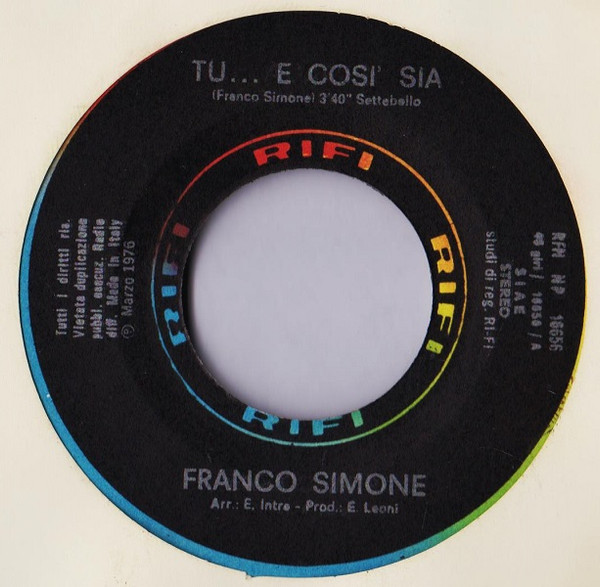 TU... E COSI' SIA
(Franco Simone) 3'40" Settebello
RIFI
RIFI
RIFI
RIFI
Tutti i diritti ris.
Vietata duplicazione
pubbl. esecuz. Radio
diff. Made in Italy
℗ Marzo 1976
RFN NP 16656
45 giri / 16656 / A
SIAE
STEREO
studi di reg. RI-FI
FRANCO SIMONE
Arr.: E. Intra - Prod.: E. Leoni